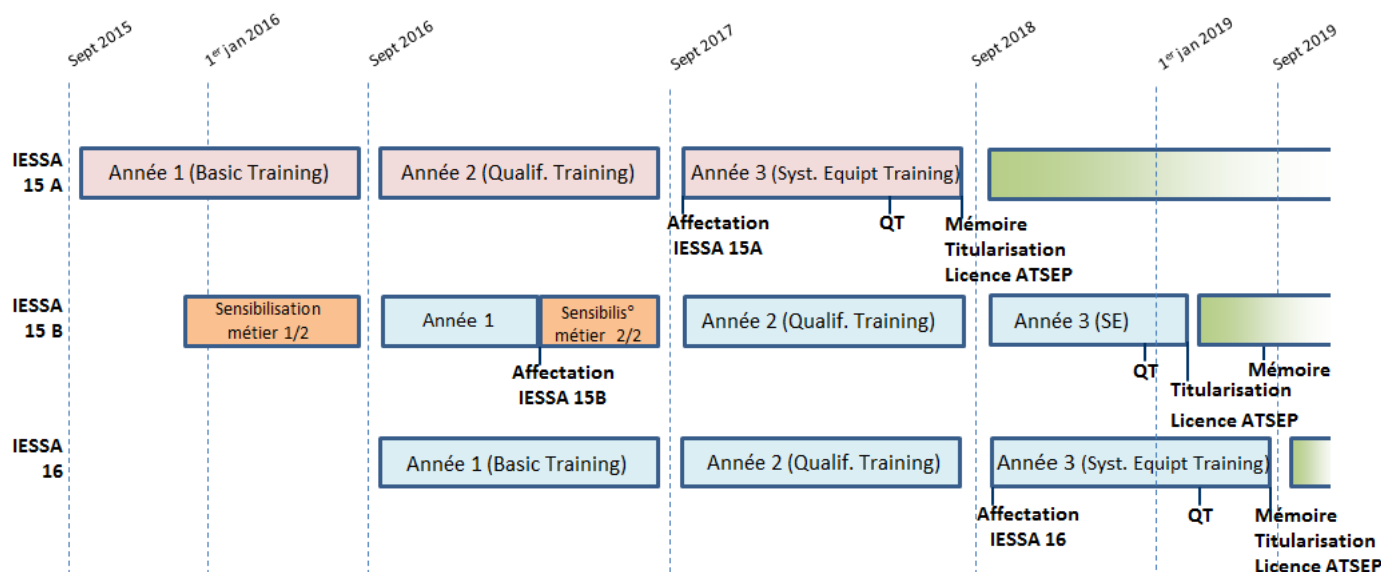 Sept 2015
1er jan 2016
Sept 2016
Sept 2017
Sept 2018
1er jan 2019
Sept 2019
IESSA
15 A
Année 1 (Basic Training)
Année 2 (Qualif. Training)
Année 3 (Syst. Equipt Training)
Affectation
IESSA 15A
QT
Mémoire
Titularisation
Licence ATSEP
IESSA
15 B
Sensibilisation
métier 1/2
Année 1
Sensibilis°
métier 2/2
Année 2 (Qualif. Training)
Année 3 (SE)
Affectation
IESSA 15B
QT
Mémoire
Titularisation
Licence ATSEP
IESSA
16
Année 1 (Basic Training)
Année 2 (Qualif. Training)
Année 3 (Syst. Equipt Training)
Affectation
IESSA 16
QT
Mémoire
Titularisation
Licence ATSEP